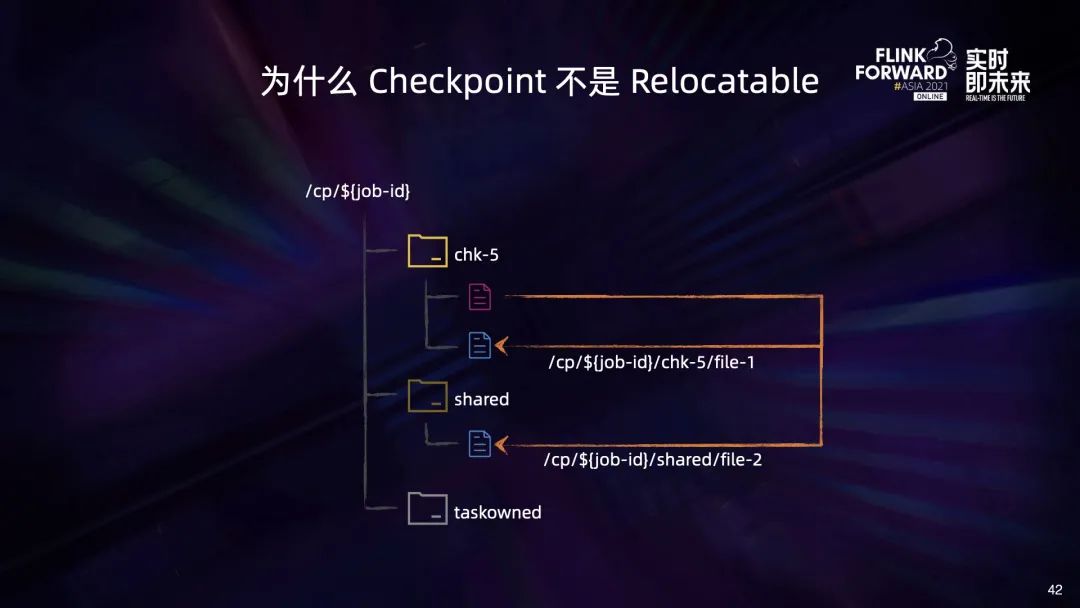 为什么 Checkpoint 不是 Relocatable
FLINK
FORWARD
#ASIA 2021
ONLINE
实时
即未来
REAL-TIME IS THE FUTURE
/cp/${job-id}
chk-5
/cp/${job-id}/chk-5/file-1
shared
/cp/${job-id}/shared/file-2
taskowned
42